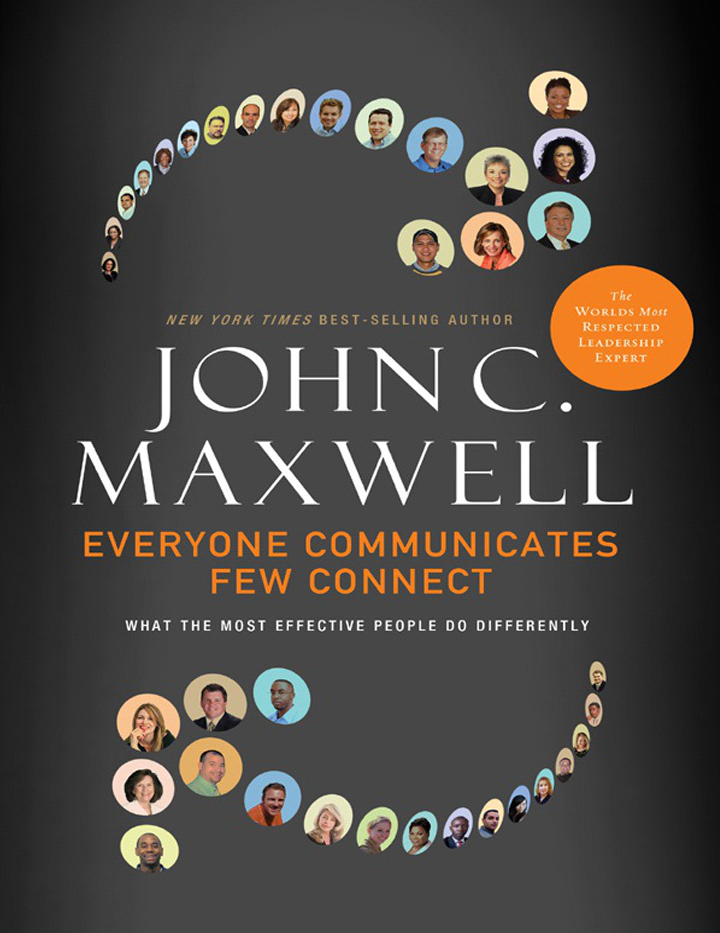 NEW YORK TIMES BEST-SELLING AUTHOR
The
WORLDS Most
RESPECTED
LEADERSHIP
EXPERT
JOHN C.
MAXWELL
EVERYONE COMMUNICATES
FEW CONNECT
WHAT THE MOST EFFECTIVE PEOPLE DO DIFFERENTLY